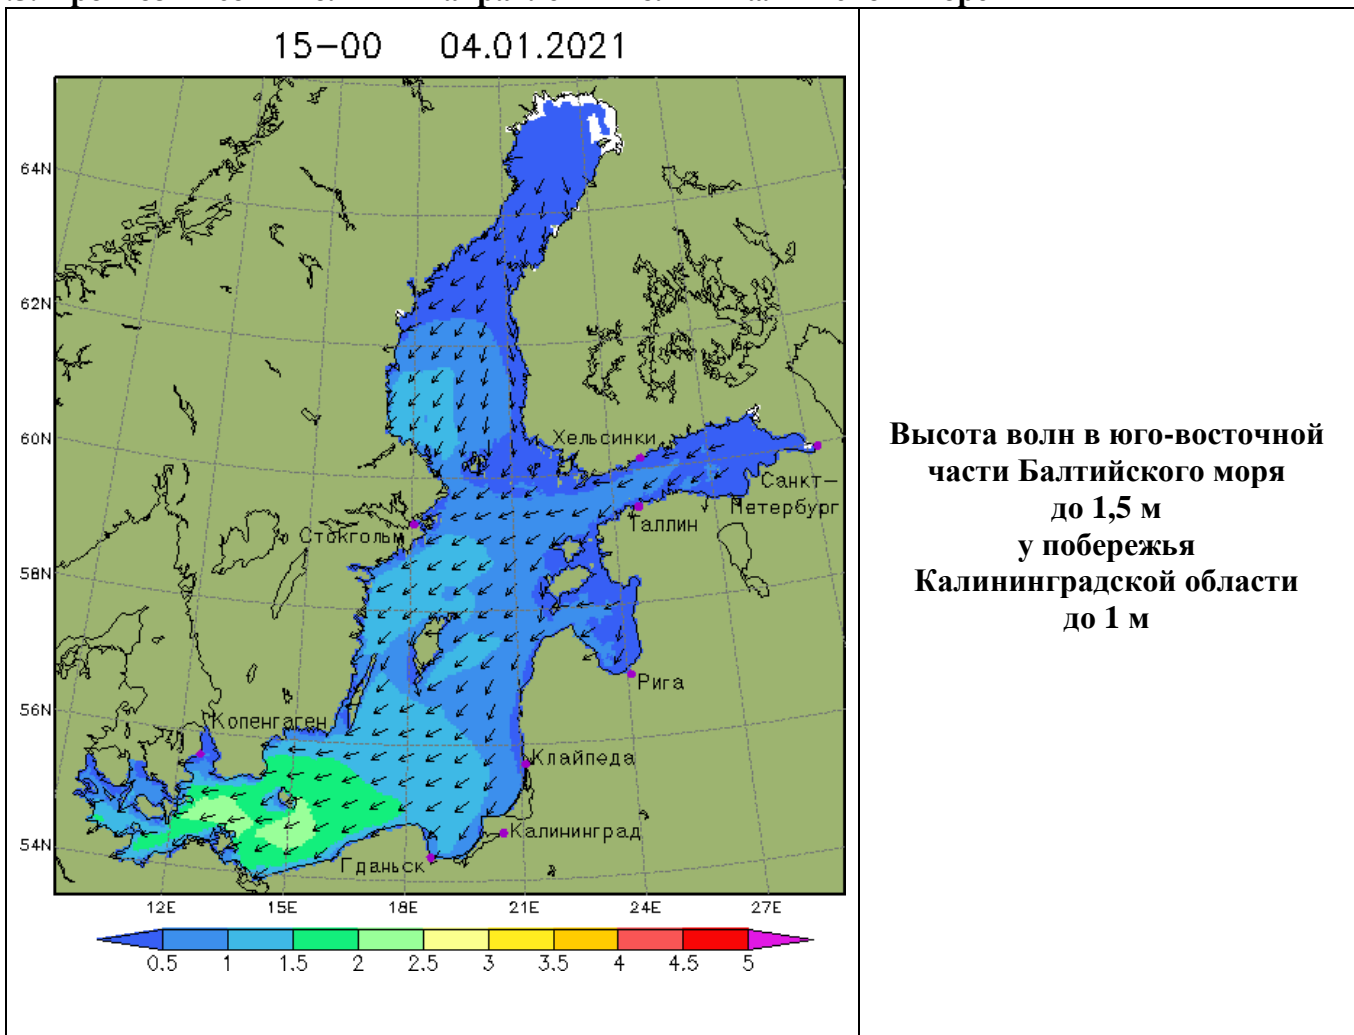 15-00 04.01.2021
64N
62N
60N
58N
56N
54N
Хельсинки
Санкт-
Петербург
Таллин
Стокгольм
Рига
Копенгаген
Клайпеда
Калининград
Гданьск
12E 15E 18E 21E 24E 27E
0.5 1 1.5 2 2.5 3 3.5 4 4.5 5
Высота волн в юго-восточной
части Балтийского моря
до 1,5 м
у побережья
Калининградской области
до 1 м